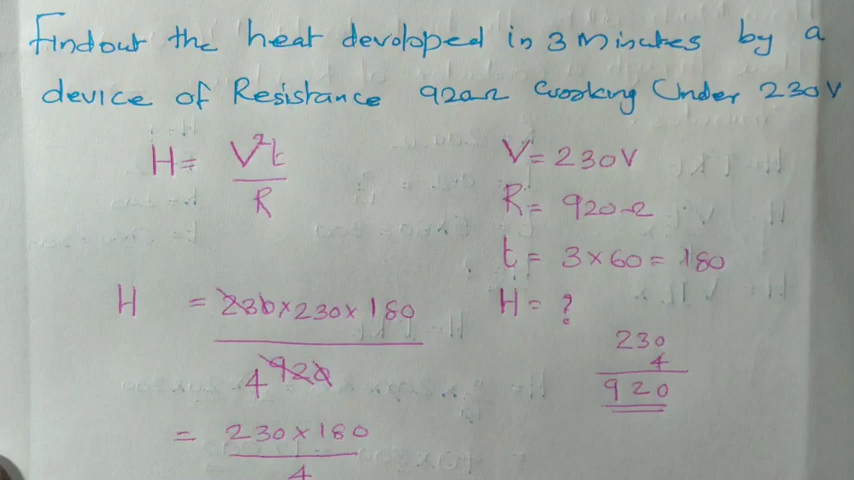 Findout the heat devoloped in 3 Minutes by a
device of Resistance 920Ω working Under 230V
H = V²t / R
V = 230V
R = 920Ω
t = 3×60 = 180
H = ?
H = 230×230×180 / 4 920
230
4
920
= 230×180 / 4